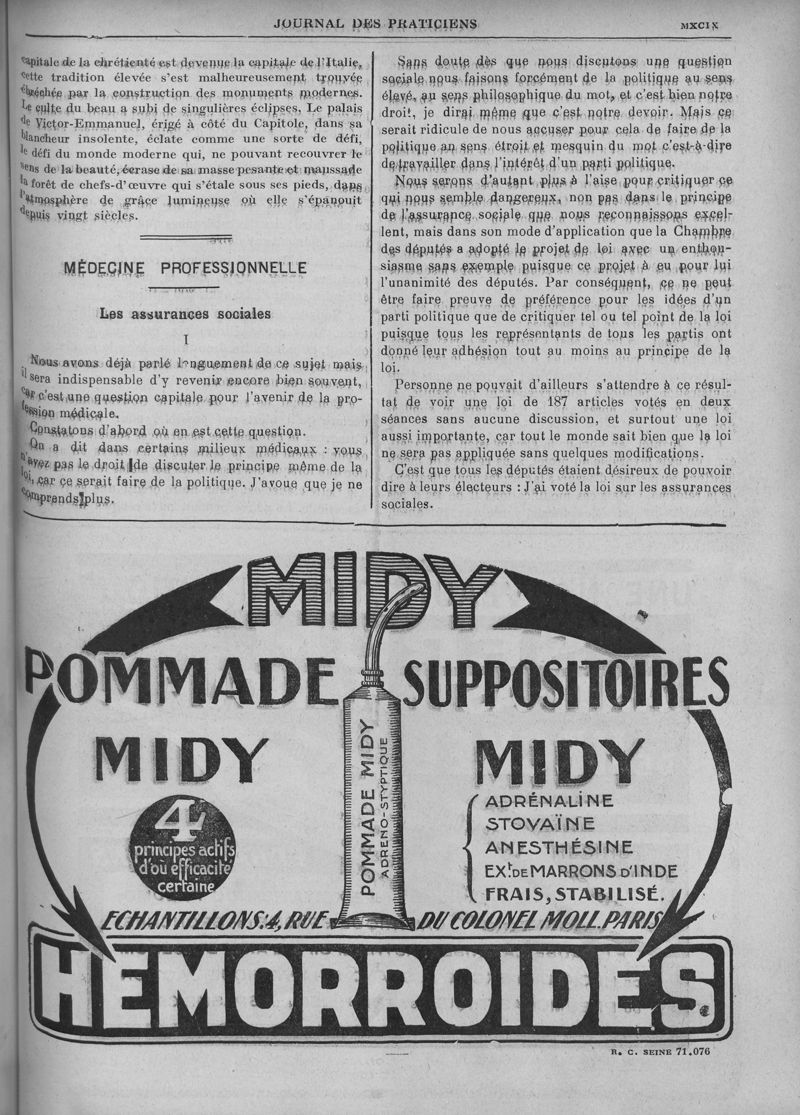 JOURNAL DES PRATICIENS
MXCIX
capitale de la chrétienté est devenue la capitale de l'Italie,
cette tradition élevée s'est malheureusement trouvée
ébréchée par la construction des monuments modernes.
Le culte du beau a subi de singulières éclipses. Le palais
de Victor-Emmanuel, érigé à côté du Capitole, dans sa
blancheur insolente, éclate comme une sorte de défi,
le défi du monde moderne qui, ne pouvant recouvrer le
sens de la beauté, écrase de sa masse pesante et maussade
la forêt de chefs-d'œuvre qui s'étale sous ses pieds, dans
l'atmosphère de grâce lumineuse où elle s'épanouit
depuis vingt siècles.
MÉDECINE PROFESSIONNELLE
Les assurances sociales
I
Nous avons déjà parlé longuement de ce sujet mais
il sera indispensable d'y revenir encore bien souvent,
car c'est une question capitale pour l'avenir de la pro-
fession médicale.
Constatons d'abord où en est cette question.
On a dit dans certains milieux médicaux : vous
n'avez pas le droit de discuter le principe même de la
loi, car ce serait faire de la politique. J'avoue que je ne
comprends plus.
Sans doute dès que nous discutons une question
sociale nous faisons forcément de la politique au sens
élevé, au sens philosophique du mot, et c'est bien notre
droit, je dirai même que c'est notre devoir. Mais ce
serait ridicule de nous accuser pour cela de faire de la
politique an sens étroit et mesquin du mot c'est-à-dire
de travailler dans l'intérêt d'un parti politique.
Nous serons d'autant plus à l'aise pour critiquer ce
qui nous semble dangereux, non pas dans le principe
de l'assurance sociale que nous reconnaissons excel-
lent, mais dans son mode d'application que la Chambre
des députés a adopté le projet de loi avec un enthou-
siasme sans exemple puisque ce projet à eu pour lui
l'unanimité des députés. Par conséquent, ce ne peut
être faire preuve de préférence pour les idées d'un
parti politique que de critiquer tel ou tel point de la loi
puisque tous les représentants de tous les partis ont
donné leur adhésion tout au moins au principe de la
loi.
Personne ne pouvait d'ailleurs s'attendre à ce résul-
tat de voir une loi de 187 articles votés en deux
séances sans aucune discussion, et surtout une loi
aussi importante, car tout le monde sait bien que la loi
ne sera pas appliquée sans quelques modifications.
C'est que tous les députés étaient désireux de pouvoir
dire à leurs électeurs : J'ai voté la loi sur les assurances
sociales.
MIDY
POMMADE
MIDY
4
principes actifs
d'où efficacité
certaine
POMMADE MIDY
POMMADE MIDY
ADRENO-STYPTIQUE
SUPPOSITOIRES
MIDY
ADRÉNALINE
STOVAÏNE
ANESTHÉSINE
EXt. DE MARRONS D'INDE
FRAIS, STABILISÉ.
ECHANTILLONS: 4, RUE DU COLONEL MOLL. PARIS
HÉMORROIDES
R. C. SEINE 71.076